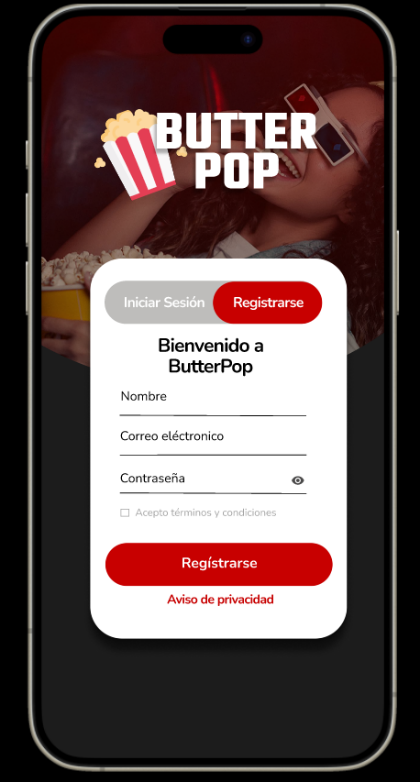 BUTTER
POP
Iniciar Sesión Registrarse
Bienvenido a
ButterPop
Nombre
Correo eléctronico
Contraseña
Acepto términos y condiciones
Regístrarse
Aviso de privacidad